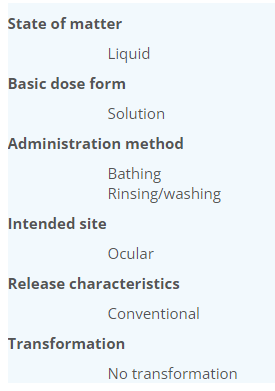 State of matter
Liquid
Basic dose form
Solution
Administration method
Bathing
Rinsing/washing
Intended site
Ocular
Release characteristics
Conventional
Transformation
No transformation